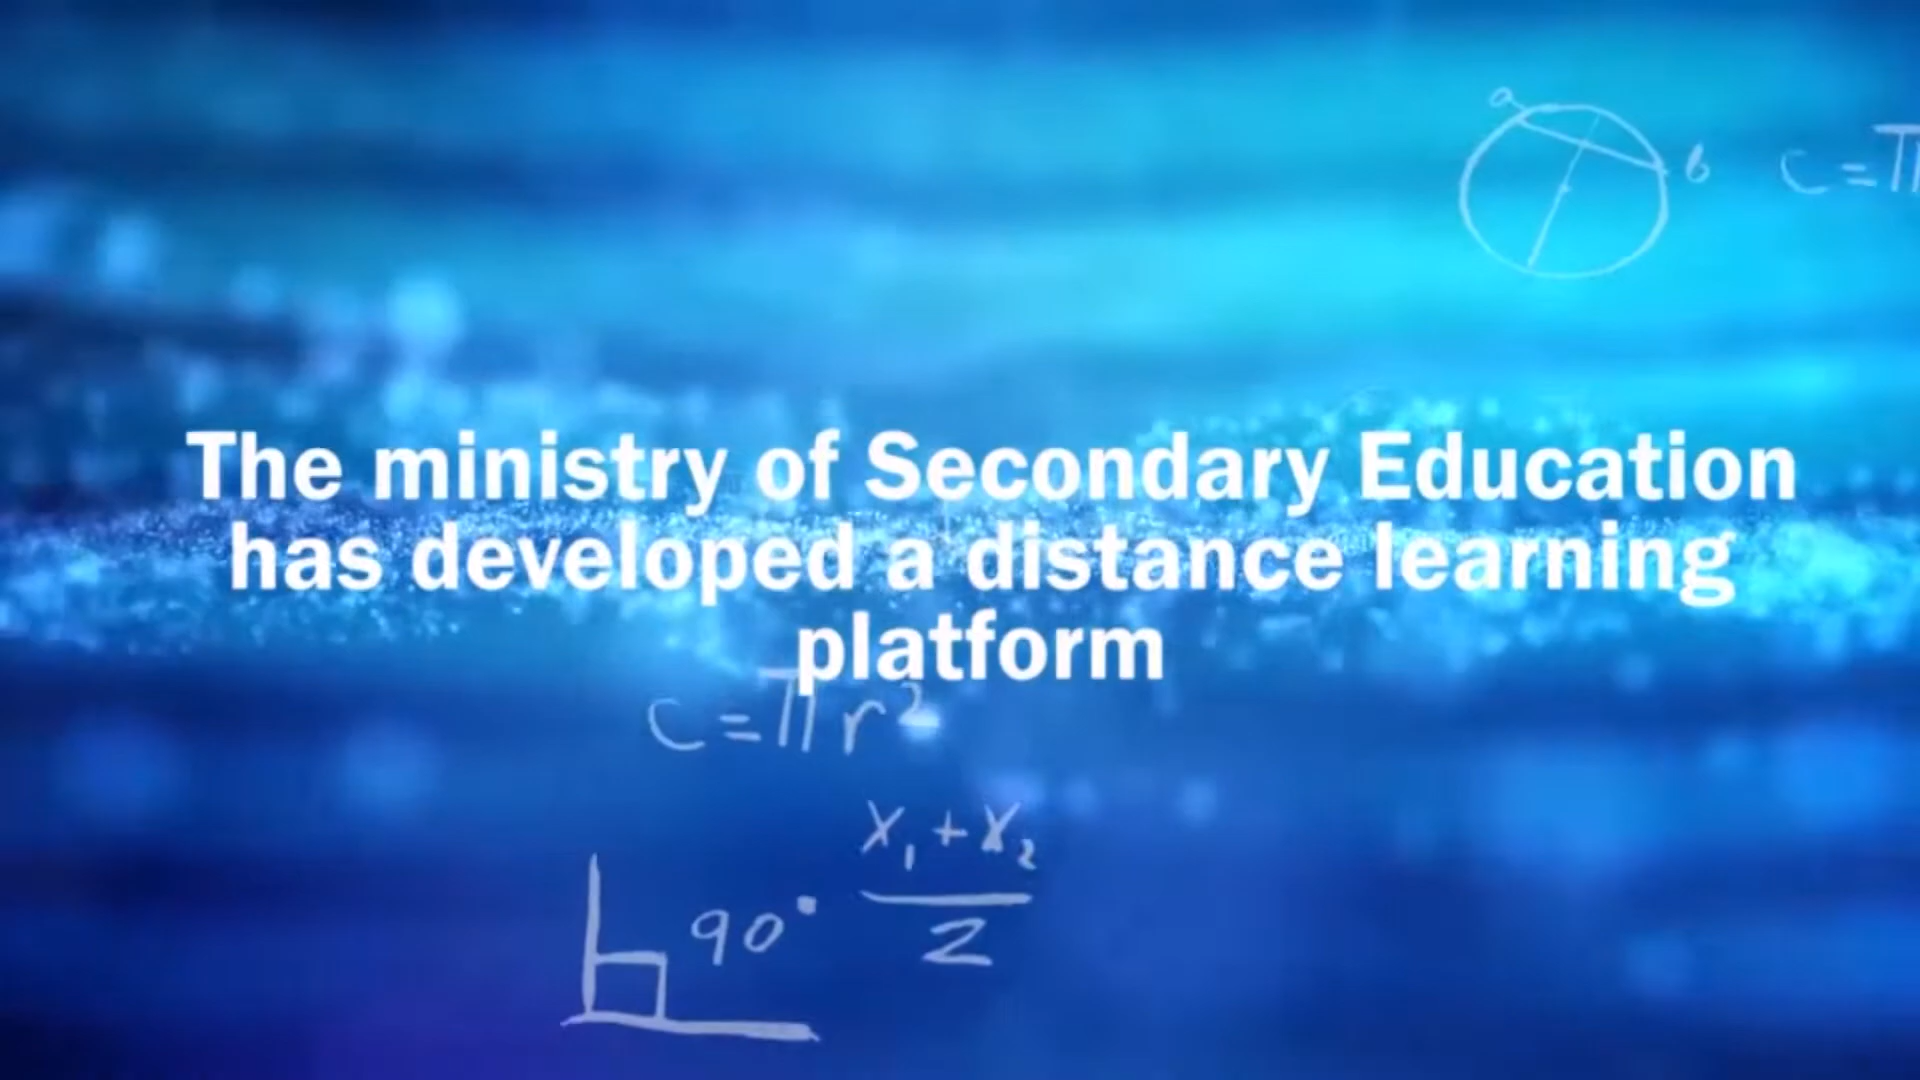 a
b C=π
The ministry of Secondary Education
has developed a distance learning
platform
C=πr²
x₁+x₂
90° 2